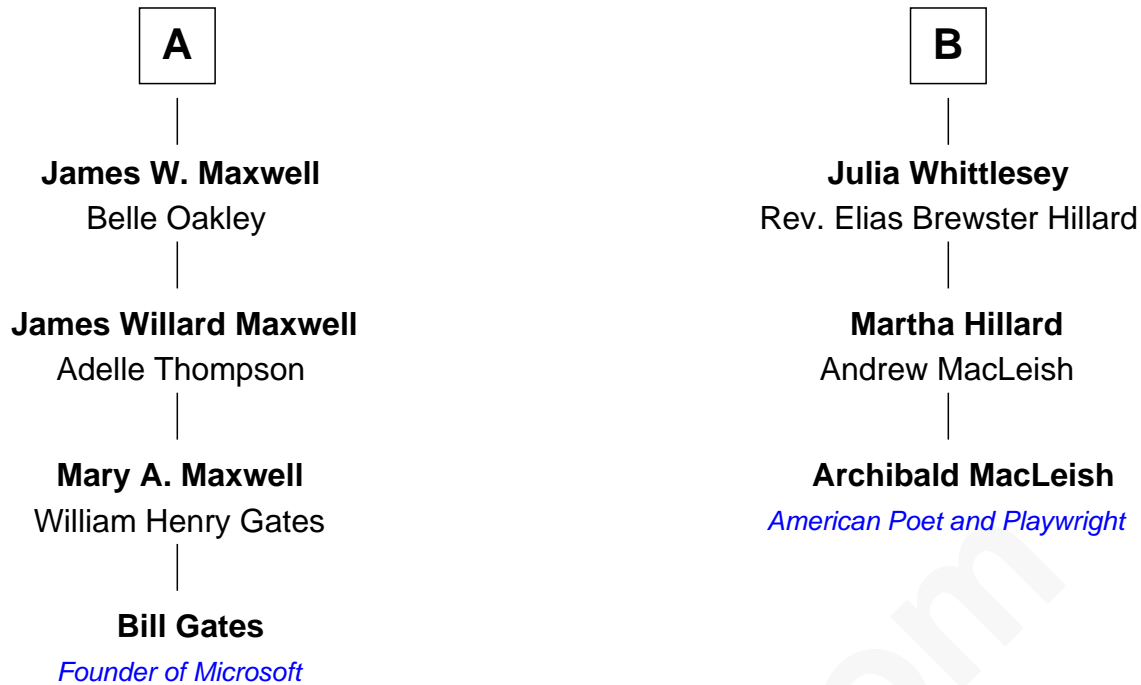 A
James W. Maxwell
Belle Oakley
James Willard Maxwell
Adelle Thompson
Mary A. Maxwell
William Henry Gates
Bill Gates
Founder of Microsoft
B
Julia Whittlesey
Rev. Elias Brewster Hillard
Martha Hillard
Andrew MacLeish
Archibald MacLeish
American Poet and Playwright
om